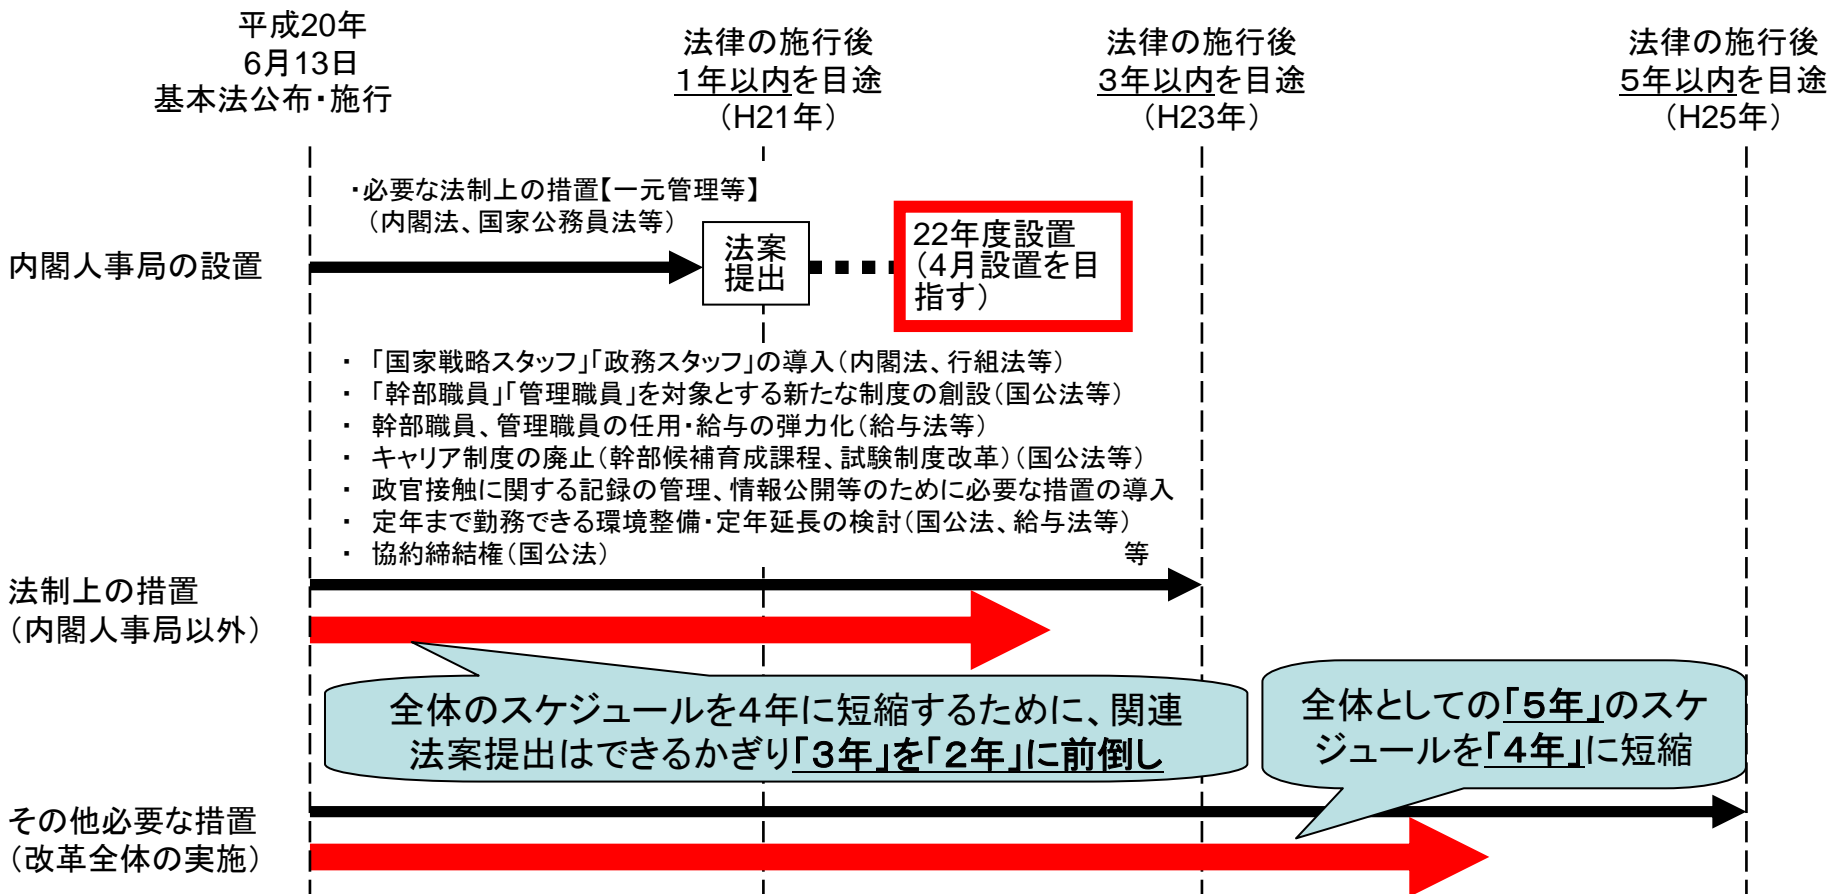 平成20年
6月13日
基本法公布・施行
法律の施行後
1年以内を目途
（H21年）
法律の施行後
3年以内を目途
（H23年）
法律の施行後
5年以内を目途
（H25年）
内閣人事局の設置
・必要な法制上の措置【一元管理等】
（内閣法、国家公務員法等）
法案
提出
22年度設置
（4月設置を目
指す）
・ 「国家戦略スタッフ」「政務スタッフ」の導入（内閣法、行組法等）
・ 「幹部職員」「管理職員」を対象とする新たな制度の創設（国公法等）
・ 幹部職員、管理職員の任用・給与の弾力化（給与法等）
・ キャリア制度の廃止（幹部候補育成課程、試験制度改革）（国公法等）
・ 政官接触に関する記録の管理、情報公開等のために必要な措置の導入
・ 定年まで勤務できる環境整備・定年延長の検討（国公法、給与法等）
・ 協約締結権（国公法） 等
法制上の措置
（内閣人事局以外）
全体のスケジュールを４年に短縮するために、関連
法案提出はできるかぎり「３年」を「２年」に前倒し
全体としての「５年」のスケ
ジュールを「４年」に短縮
その他必要な措置
（改革全体の実施）